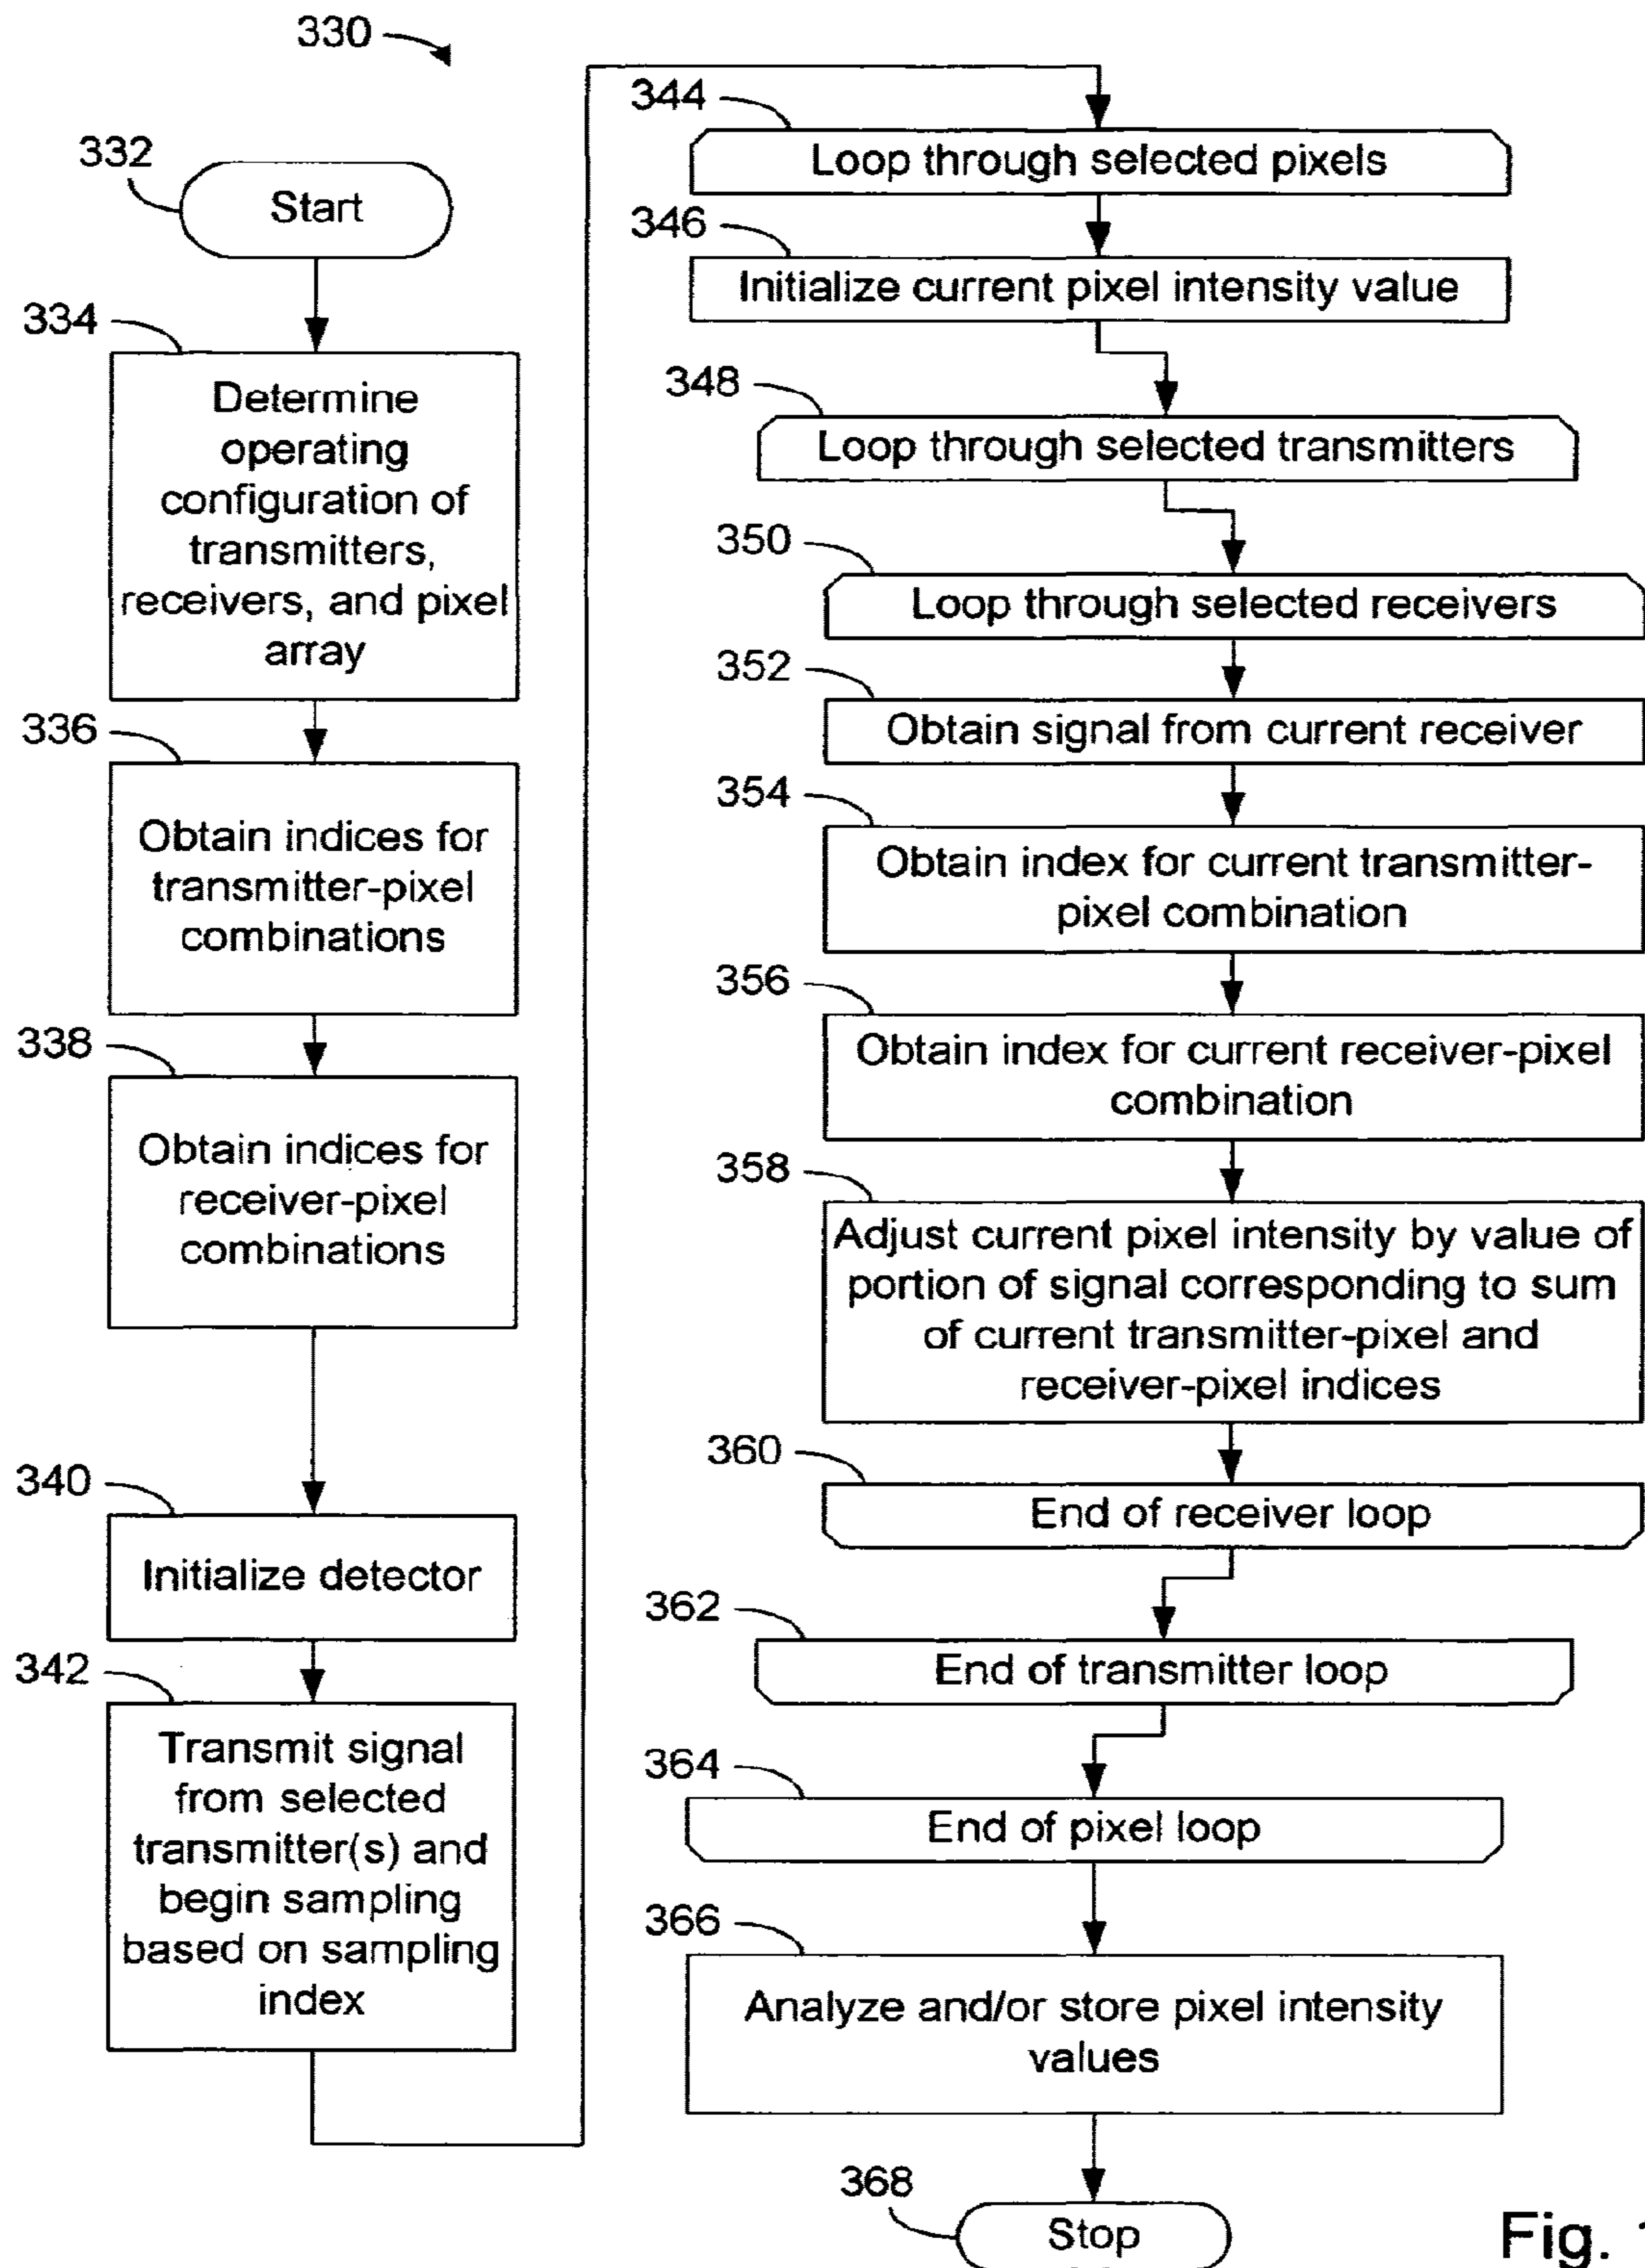 330
332
Start
334
Determine
operating
configuration of
transmitters,
receivers, and pixel
array
336
Obtain indices for
transmitter-pixel
combinations
338
Obtain indices for
receiver-pixel
combinations
340
Initialize detector
342
Transmit signal
from selected
transmitter(s) and
begin sampling
based on sampling
index
344
Loop through selected pixels
346
Initialize current pixel intensity value
348
Loop through selected transmitters
350
Loop through selected receivers
352
Obtain signal from current receiver
354
Obtain index for current transmitter-
pixel combination
356
Obtain index for current receiver-pixel
combination
358
Adjust current pixel intensity by value of
portion of signal corresponding to sum
of current transmitter-pixel and
receiver-pixel indices
360
End of receiver loop
362
End of transmitter loop
364
End of pixel loop
366
Analyze and/or store pixel intensity
values
368
Stop
Fig.